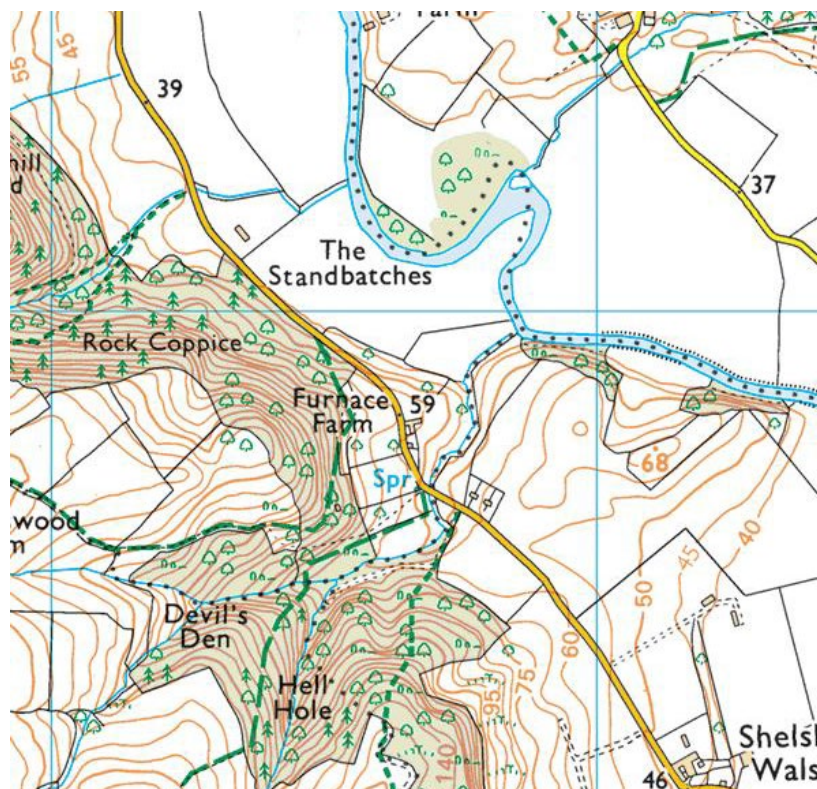 Farm
45
55
39
hill
d
37
The
Standbatches
Rock Coppice
Furnace
Farm
59
Spr
68
wood
m
40
45
50
60
75
95
140
Devil's
Den
Hell
Hole
Shelsl
Wals
46